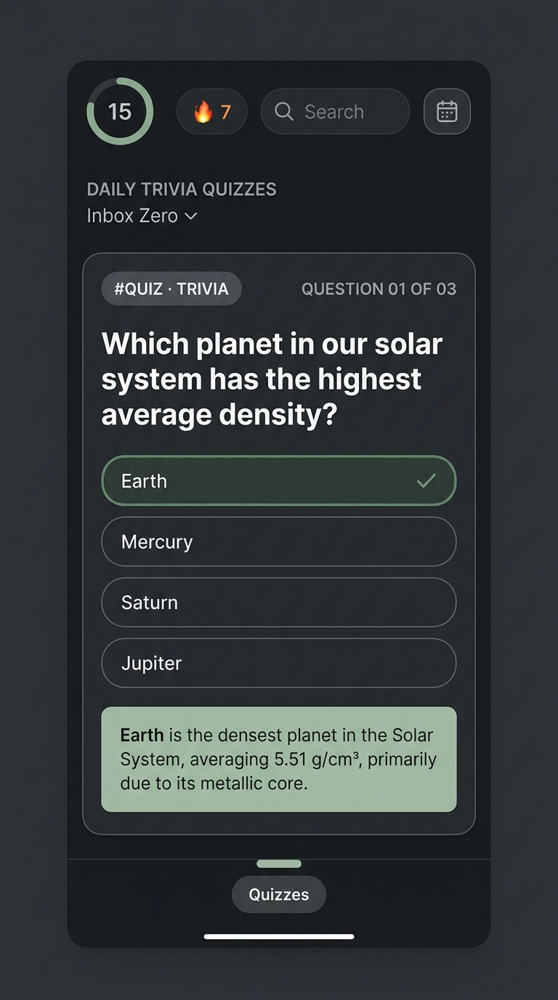 15
🔥 7
Search
DAILY TRIVIA QUIZZES
Inbox Zero
#QUIZ · TRIVIA
QUESTION 01 OF 03
Which planet in our solar
system has the highest
average density?
Earth
Mercury
Saturn
Jupiter
Earth is the densest planet in the Solar
System, averaging 5.51 g/cm³, primarily
due to its metallic core.
Quizzes